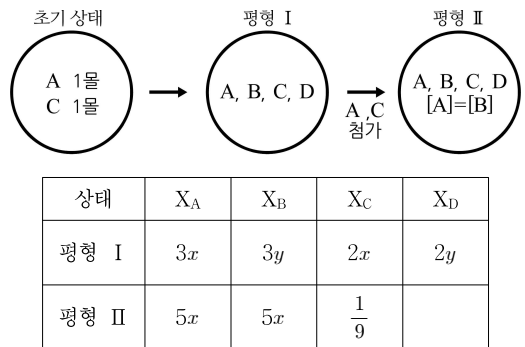 초기 상태
평형 Ⅰ
평형 Ⅱ
A 1몰
C 1몰
A, B, C, D
A ,C
첨가
A, B, C, D
[A]=[B]
상태 X_A X_B X_C X_D
평형 Ⅰ 3x 3y 2x 2y
평형 Ⅱ 5x 5x 1/9